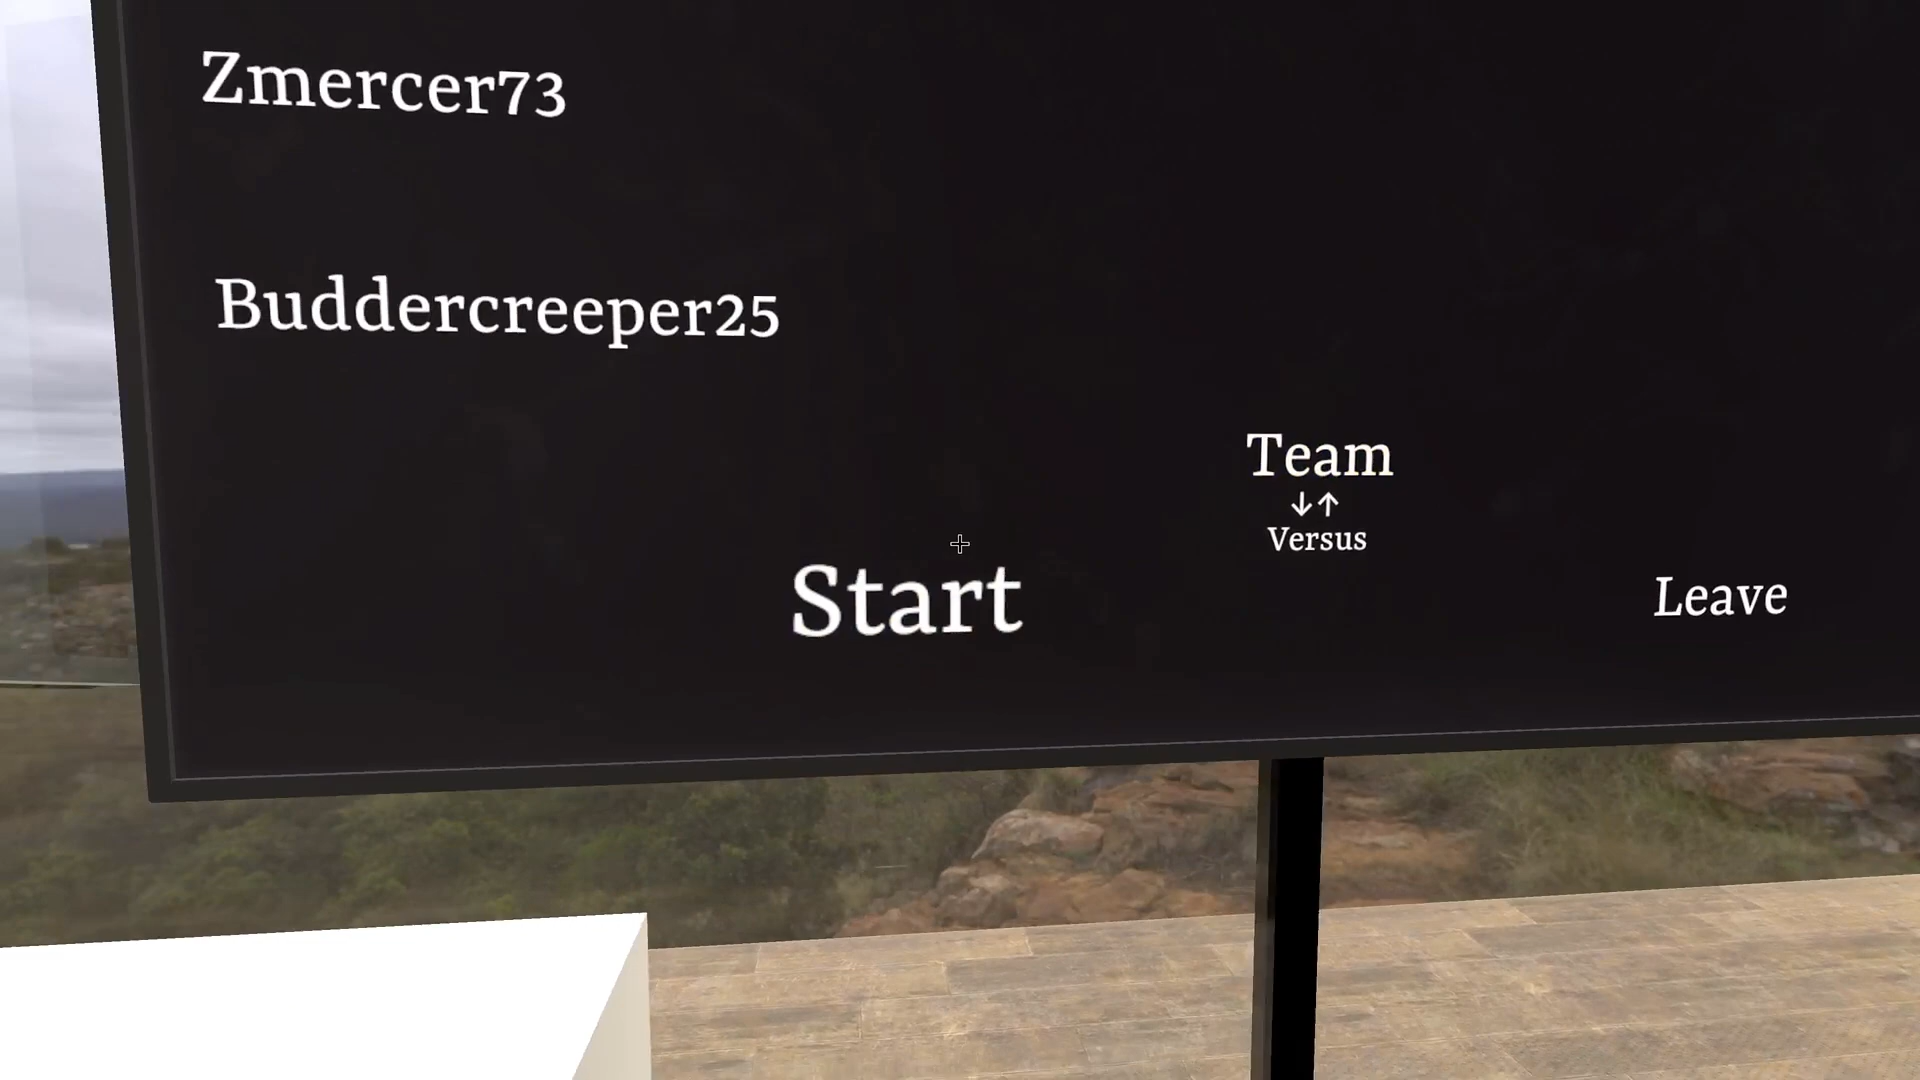 Zmercer73
Buddercreeper25
Team
↓↑
Versus
Start
Leave